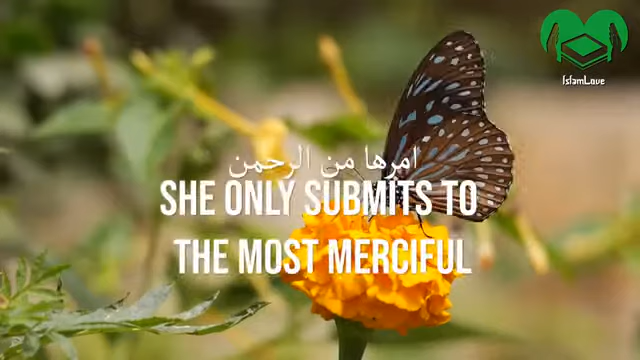 IslamLove
امرها من الرحمن
SHE ONLY SUBMITS TO
THE MOST MERCIFUL